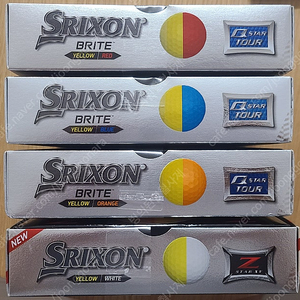 SRIXON
BRITE
YELLOW | RED
Q STAR
TOUR
SRIXON
BRITE
YELLOW | BLUE
Q STAR
TOUR
SRIXON
BRITE
YELLOW | ORANGE
Q STAR
TOUR
NEW
SRIXON
BRITE
YELLOW | WHITE
Z
STAR XV